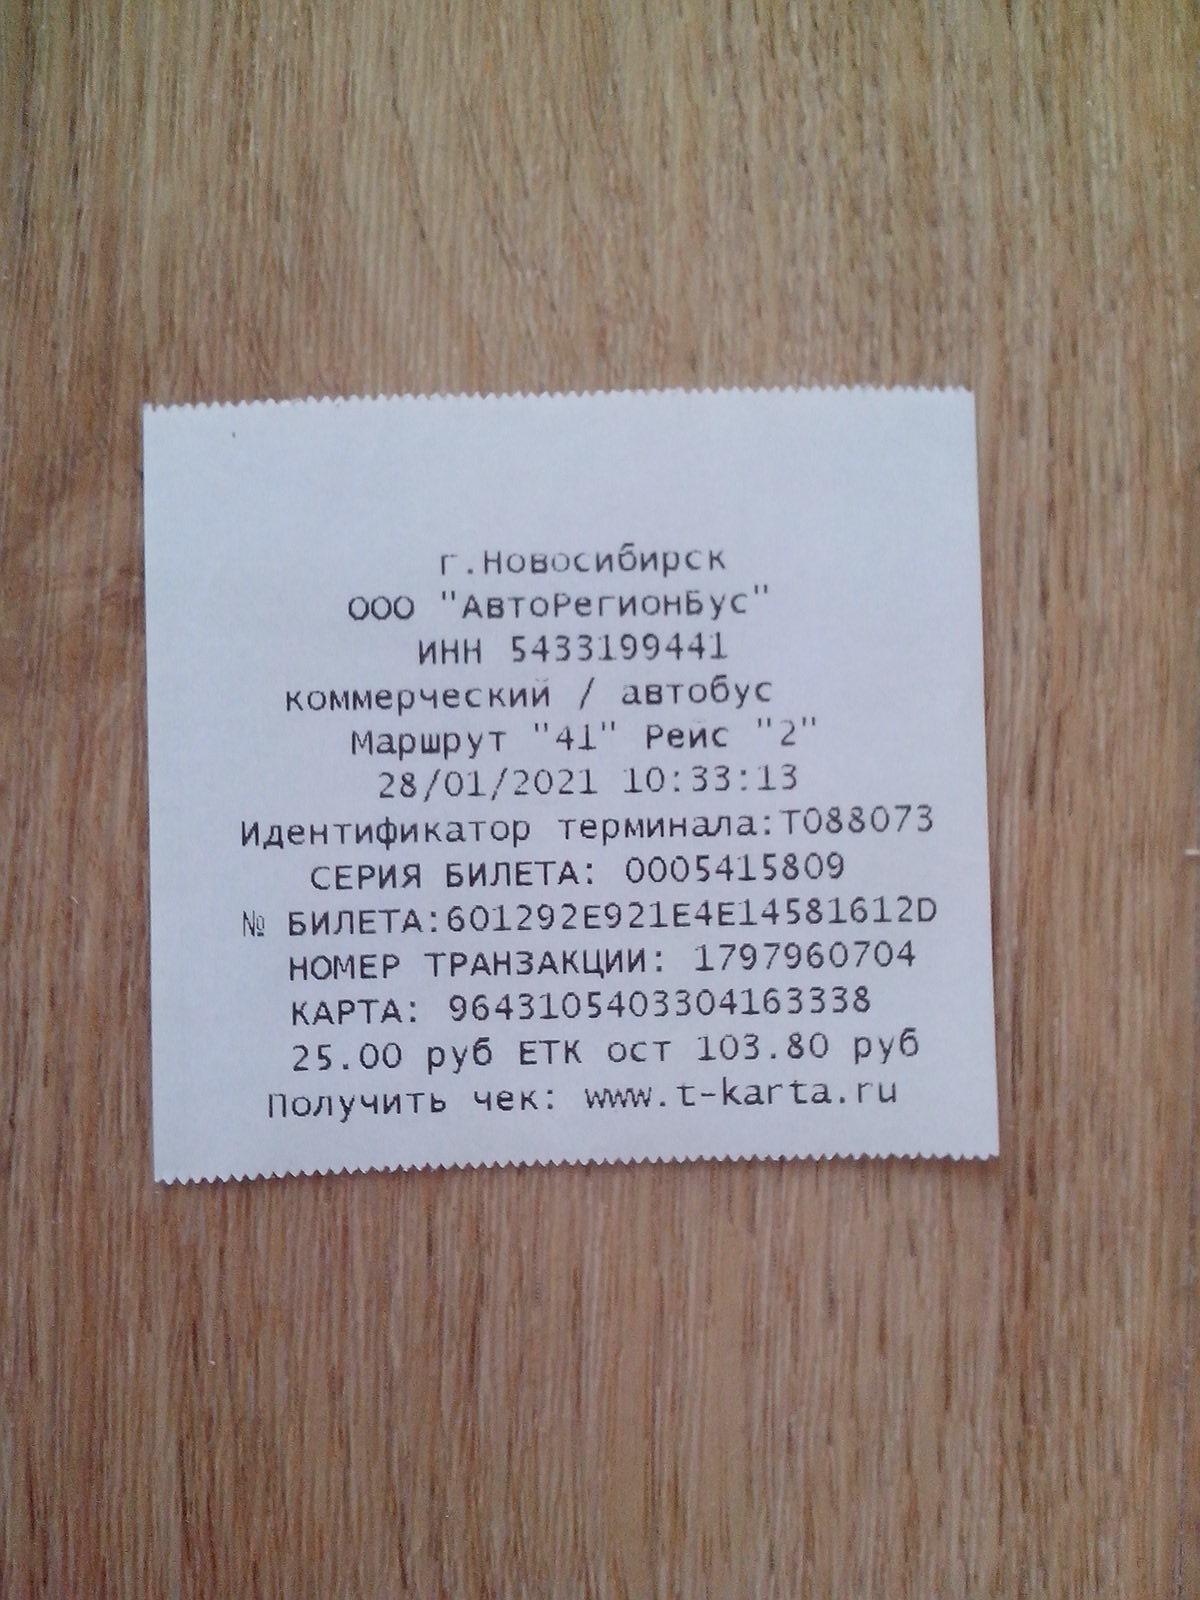 г.Новосибирск
ООО "АвтоРегионБус"
ИНН 5433199441
коммерческий / автобус
Маршрут "41" Рейс "2"
28/01/2021 10:33:13
Идентификатор терминала:T088073
СЕРИЯ БИЛЕТА: 0005415809
№ БИЛЕТА:601292E921E4E14581612D
НОМЕР ТРАНЗАКЦИИ: 1797960704
КАРТА: 9643105403304163338
25.00 руб ЕТК ост 103.80 руб
Получить чек: www.t-karta.ru